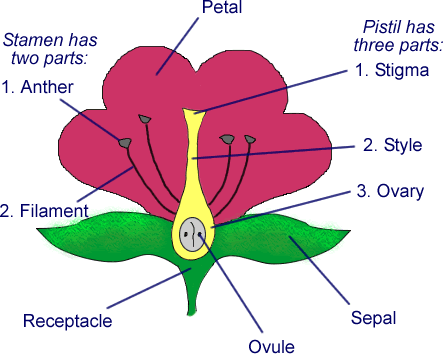 Petal
Stamen has
two parts:
1. Anther
2. Filament
Pistil has
three parts:
1. Stigma
2. Style
3. Ovary
Receptacle
Sepal
Ovule